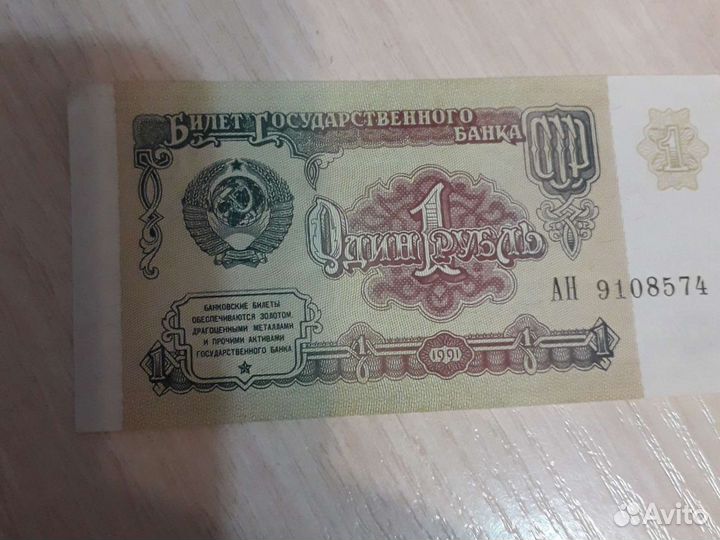 Билет Государственного
Банка
СССР
1
Один Рубль
1
АН 9108574
БАНКОВСКИЕ БИЛЕТЫ
ОБЕСПЕЧИВАЮТСЯ ЗОЛОТОМ,
ДРАГОЦЕННЫМИ МЕТАЛЛАМИ
И ПРОЧИМИ АКТИВАМИ
ГОСУДАРСТВЕННОГО БАНКА
1 1 1991 1 1
Avito